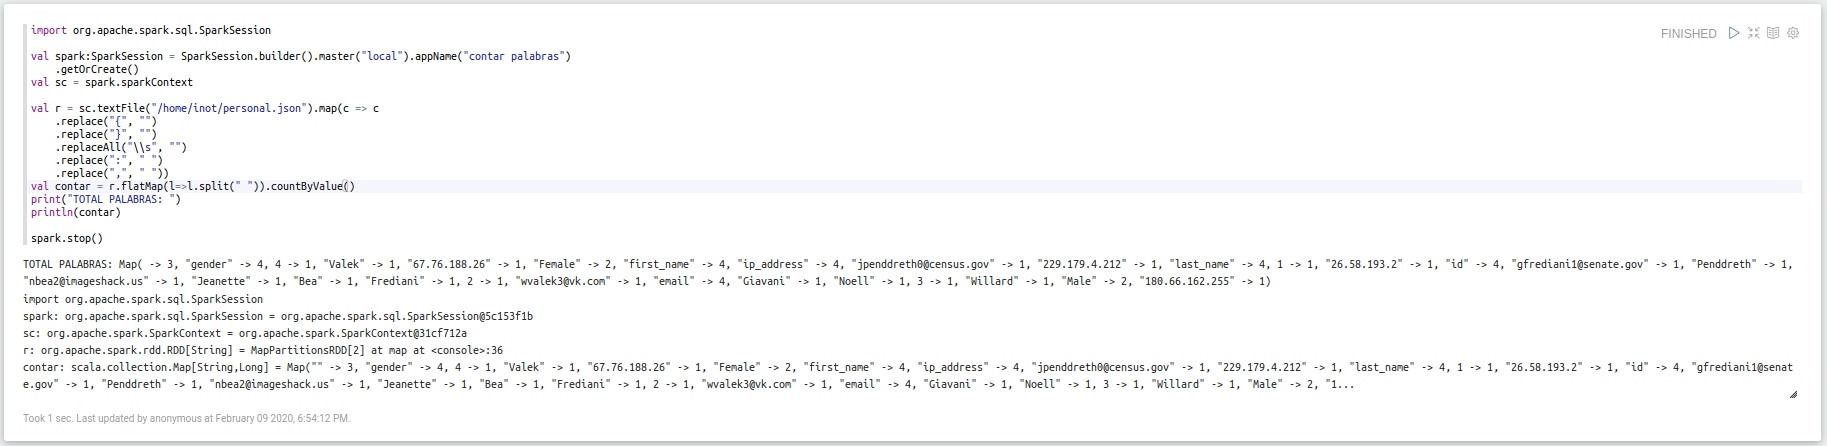 import org.apache.spark.sql.SparkSession
FINISHED
val spark:SparkSession = SparkSession.builder().master("local").appName("contar palabras")
    .getOrCreate()
val sc = spark.sparkContext
val r = sc.textFile("/home/inot/personal.json").map(c => c
    .replace("{", "")
    .replace("}", "")
    .replaceAll("\\s", "")
    .replace(":", " ")
    .replace(",", " "))
val contar = r.flatMap(l=>l.split(" ")).countByValue()
print("TOTAL PALABRAS: ")
println(contar)
spark.stop()
TOTAL PALABRAS: Map( -> 3, "gender" -> 4, 4 -> 1, "Valek" -> 1, "67.76.188.26" -> 1, "Female" -> 2, "first_name" -> 4, "ip_address" -> 4, "jpenddreth0@census.gov" -> 1, "229.179.4.212" -> 1, "last_name" -> 4, 1 -> 1, "26.58.193.2" -> 1, "id" -> 4, "gfrediani1@senate.gov" -> 1, "Penddreth" -> 1,
"nbea2@imageshack.us" -> 1, "Jeanette" -> 1, "Bea" -> 1, "Frediani" -> 1, 2 -> 1, "wvalek3@vk.com" -> 1, "email" -> 4, "Giavani" -> 1, "Noell" -> 1, 3 -> 1, "Willard" -> 1, "Male" -> 2, "180.66.162.255" -> 1)
import org.apache.spark.sql.SparkSession
spark: org.apache.spark.sql.SparkSession = org.apache.spark.sql.SparkSession@5c153f1b
sc: org.apache.spark.SparkContext = org.apache.spark.SparkContext@31cf712a
r: org.apache.spark.rdd.RDD[String] = MapPartitionsRDD[2] at map at <console>:36
contar: scala.collection.Map[String,Long] = Map("" -> 3, "gender" -> 4, 4 -> 1, "Valek" -> 1, "67.76.188.26" -> 1, "Female" -> 2, "first_name" -> 4, "ip_address" -> 4, "jpenddreth0@census.gov" -> 1, "229.179.4.212" -> 1, "last_name" -> 4, 1 -> 1, "26.58.193.2" -> 1, "id" -> 4, "gfrediani1@senat
e.gov" -> 1, "Penddreth" -> 1, "nbea2@imageshack.us" -> 1, "Jeanette" -> 1, "Bea" -> 1, "Frediani" -> 1, 2 -> 1, "wvalek3@vk.com" -> 1, "email" -> 4, "Giavani" -> 1, "Noell" -> 1, 3 -> 1, "Willard" -> 1, "Male" -> 2, "1...
Took 1 sec. Last updated by anonymous at February 09 2020, 6:54:12 PM.